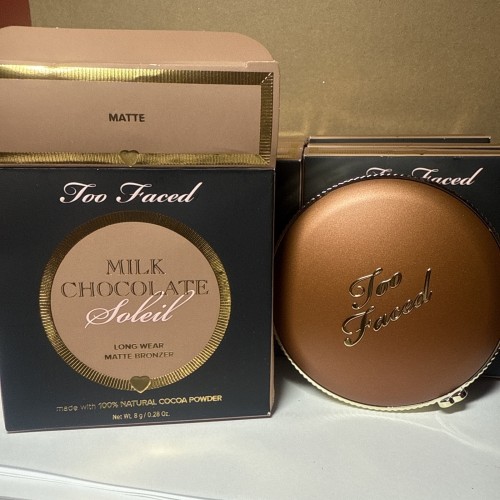 MATTE
Too Faced
MILK
CHOCOLATE
Soleil
LONG WEAR
MATTE BRONZER
made with 100% NATURAL COCOA POWDER
Net Wt. 8 g / 0.28 Oz.
Too Faced
Too
Faced